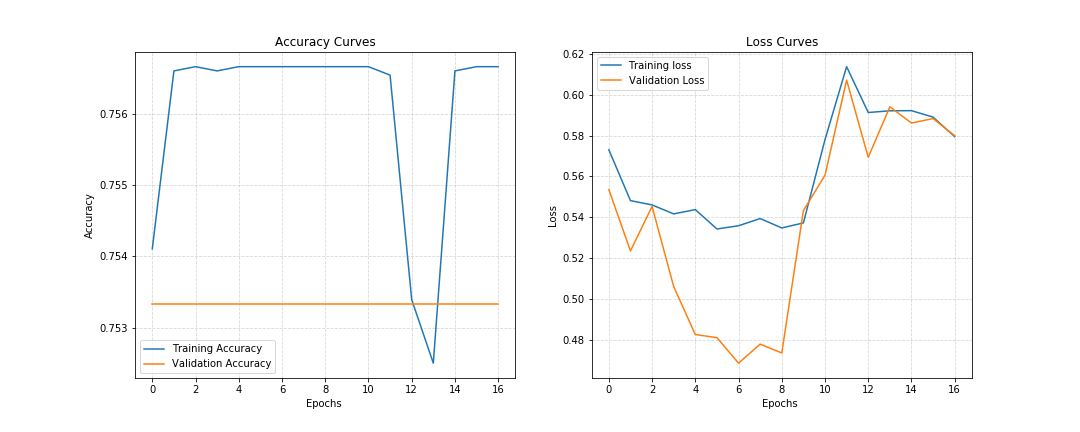 Accuracy Curves
0.756
0.755
0.754
0.753
Accuracy
Training Accuracy
Validation Accuracy
0 2 4 6 8 10 12 14 16
Epochs
Loss Curves
0.62
0.60
0.58
0.56
0.54
0.52
0.50
0.48
Loss
Training loss
Validation Loss
0 2 4 6 8 10 12 14 16
Epochs